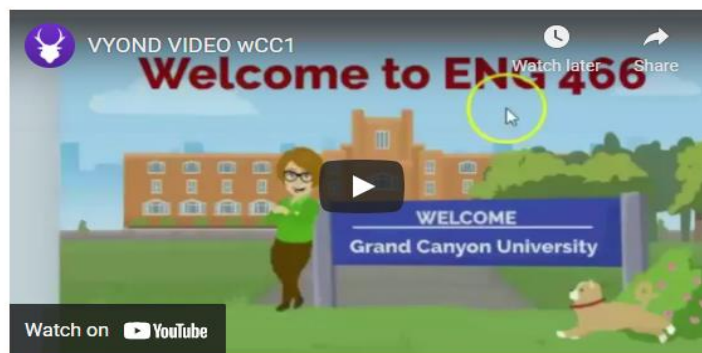 VYOND VIDEO wCC1
Watch later
Share
Welcome to ENG 466
WELCOME
Grand Canyon University
Watch on YouTube